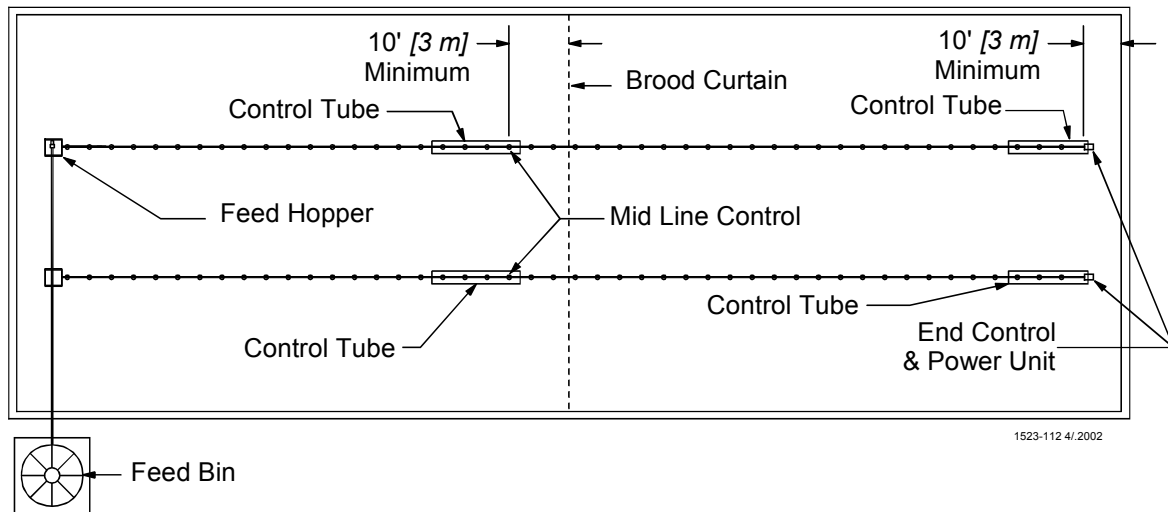 10' [3 m]
Minimum
10' [3 m]
Minimum
Brood Curtain
Control Tube
Control Tube
Feed Hopper
Mid Line Control
Control Tube
Control Tube
End Control
& Power Unit
1523-112 4/.2002
Feed Bin